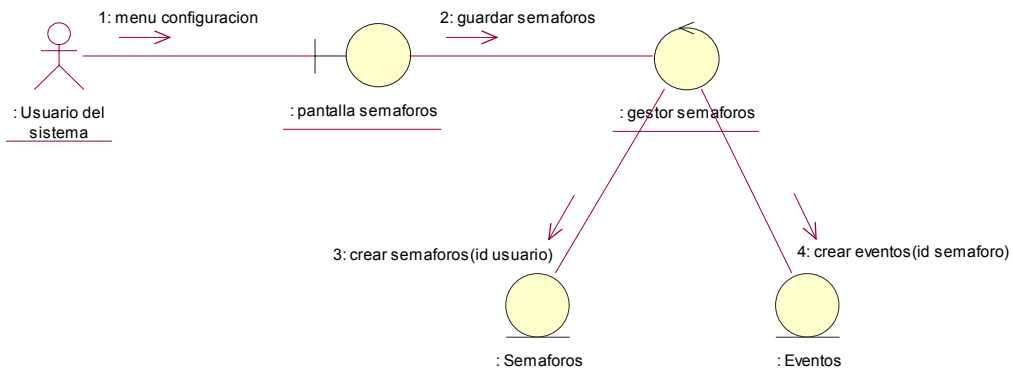 1: menu configuracion
2: guardar semaforos
: Usuario del
sistema
: pantalla semaforos
: gestor semaforos
3: crear semaforos(id usuario)
4: crear eventos(id semaforo)
: Semaforos
: Eventos